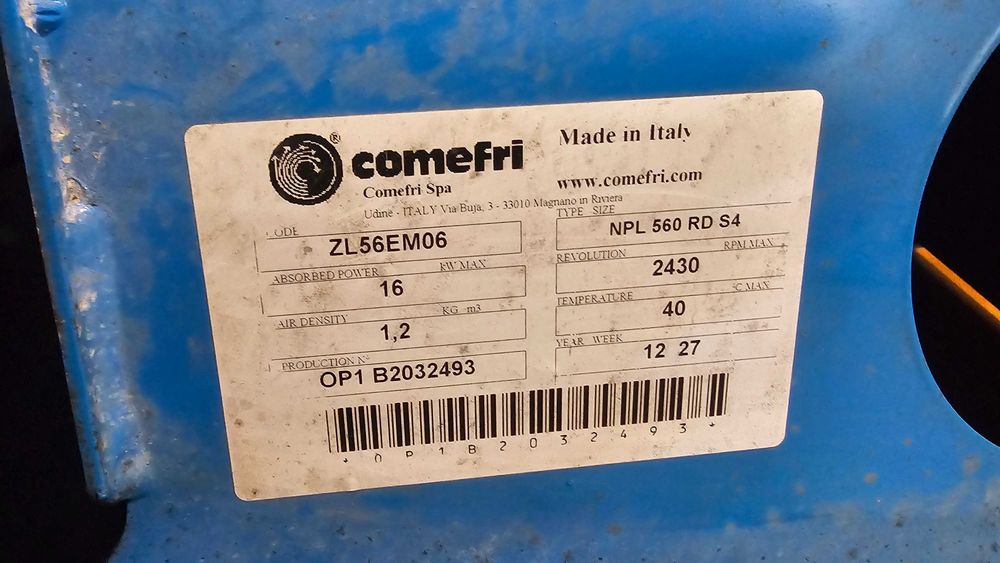 ® comefri
Made in Italy
Comefri Spa
www.comefri.com
Udine - ITALY Via Buja, 3 - 33010 Magnano in Riviera
ODE
ZL56EM06
TYPE SIZE
NPL 560 RD S4
ABSORBED POWER KW MAX
16
REVOLUTION RPM MAX
2430
AIR DENSITY KG m3
1,2
TEMPERATURE °C MAX
40
PRODUCTION N°
OP1 B2032493
YEAR WEEK
12 27
*OP1B2032493*